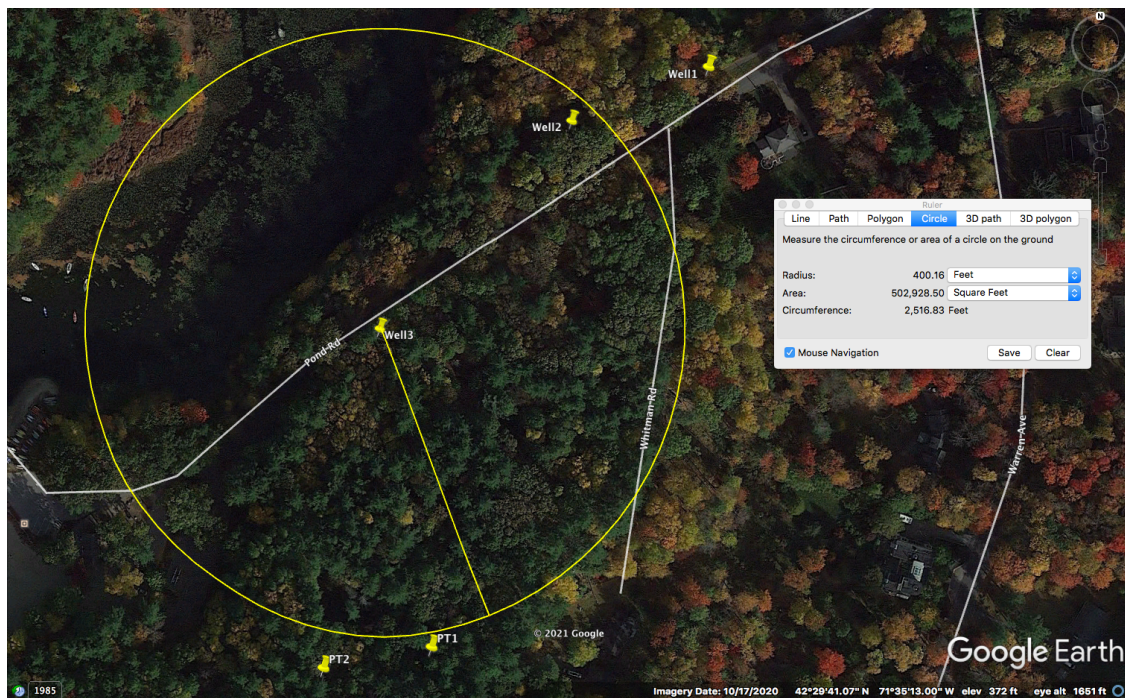 N
Well1
Well2
Ruler
Line Path Polygon Circle 3D path 3D polygon
Measure the circumference or area of a circle on the ground
Radius: 400.16 Feet
Area: 502,928.50 Square Feet
Circumference: 2,516.83 Feet
Mouse Navigation Save Clear
Well3
Pond Rd
Whitman Rd
Warren Ave
© 2021 Google
PT1
PT2
Google Earth
1985
Imagery Date: 10/17/2020 42°29'41.07" N 71°35'13.00" W elev 372 ft eye alt 1651 ft